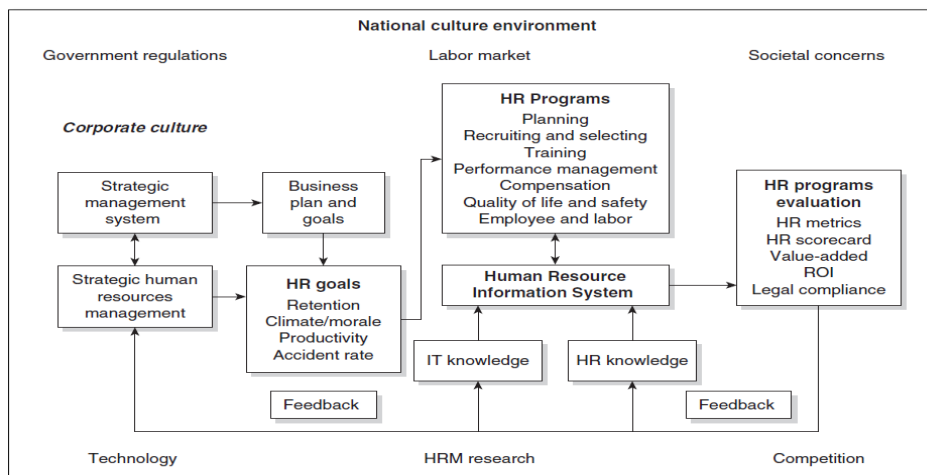 National culture environment
Government regulations
Labor market
Societal concerns
Corporate culture
Strategic
management
system
Business
plan and
goals
Strategic human
resources
management
HR goals
Retention
Climate/morale
Productivity
Accident rate
HR Programs
Planning
Recruiting and selecting
Training
Performance management
Compensation
Quality of life and safety
Employee and labor
Human Resource
Information System
IT knowledge
HR knowledge
HR programs
evaluation
HR metrics
HR scorecard
Value-added
ROI
Legal compliance
Feedback
Feedback
Technology
HRM research
Competition